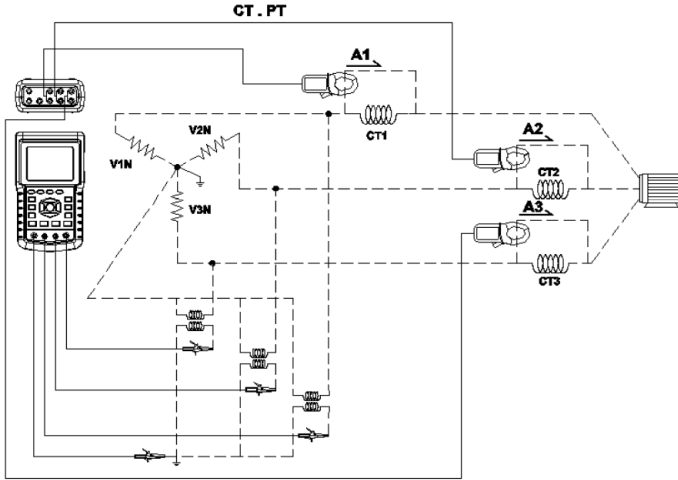 CT . PT
A1
CT1
V2N
V1N
A2
CT2
V3N
A3
CT3